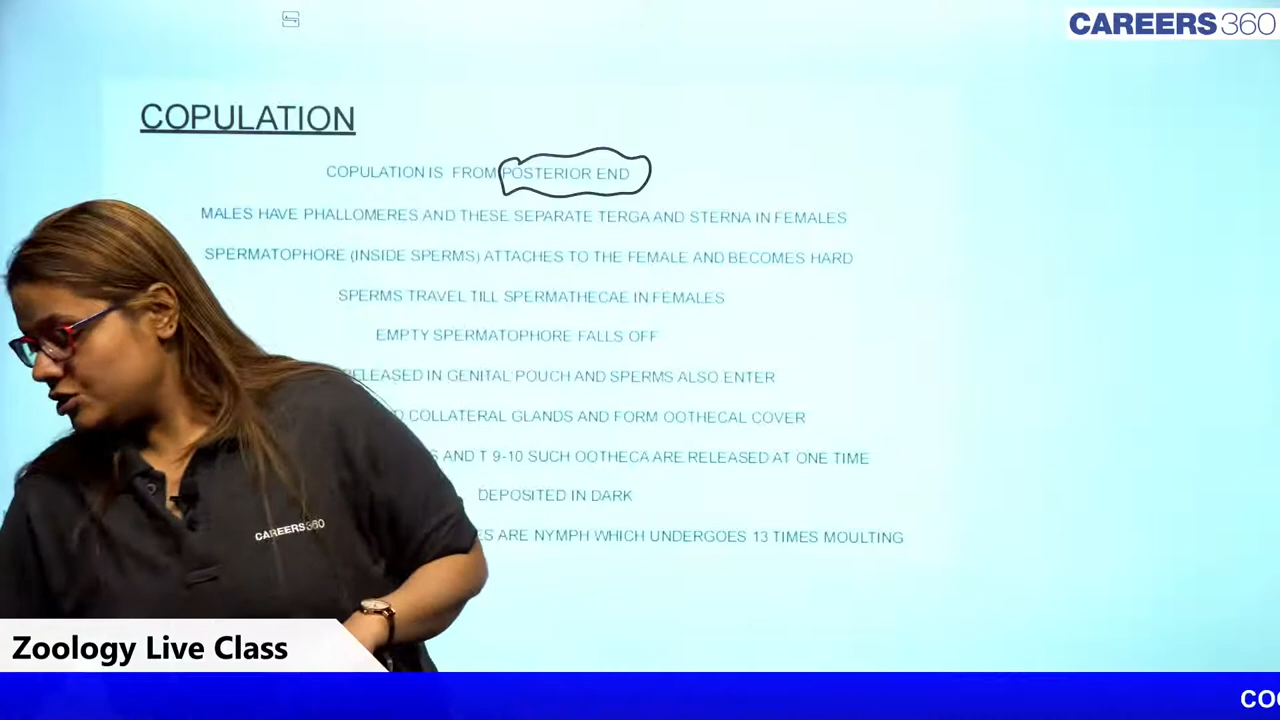 CAREERS360
COPULATION
COPULATION IS FROM POSTERIOR END
MALES HAVE PHALLOMERES AND THESE SEPARATE TERGA AND STERNA IN FEMALES
SPERMATOPHORE (INSIDE SPERMS) ATTACHES TO THE FEMALE AND BECOMES HARD
SPERMS TRAVEL TILL SPERMATHECAE IN FEMALES
EMPTY SPERMATOPHORE FALLS OFF
IN GENITAL POUCH AND SPERMS ALSO ENTER
COLLATERAL GLANDS AND FORM OOTHECAL COVER
AND T 9-10 SUCH OOTHECA ARE RELEASED AT ONE TIME
DEPOSITED IN DARK
ARE NYMPH WHICH UNDERGOES 13 TIMES MOULTING
CAREERS360
Zoology Live Class